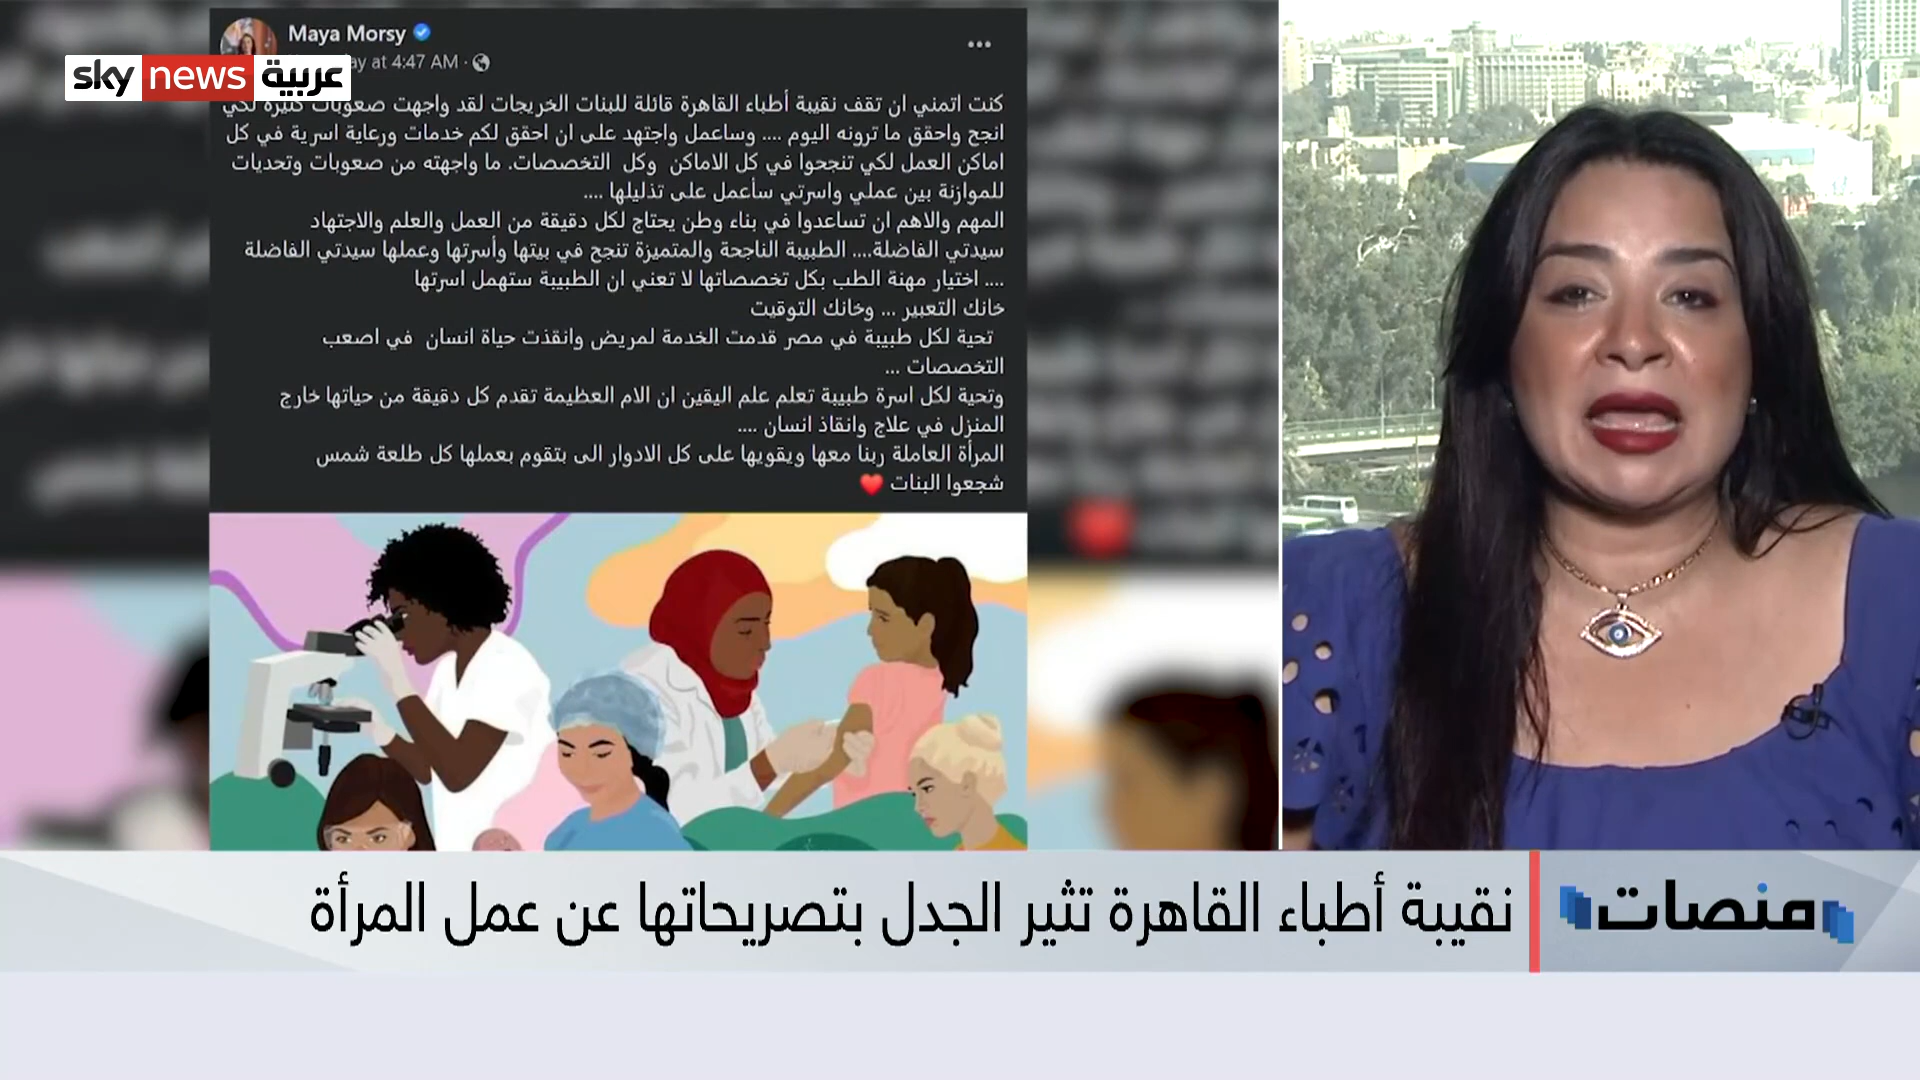 Maya Morsy
ay at 4:47 AM ·
sky news عربية
كنت اتمني ان تقف نقيبة أطباء القاهرة قائلة للبنات الخريجات لقد واجهت صعوبات كثيرة لكي
انجح واحقق ما ترونه اليوم .... وساعمل واجتهد على ان احقق لكم خدمات ورعاية اسرية في كل
اماكن العمل لكي تنجحوا في كل الاماكن وكل التخصصات. ما واجهته من صعوبات وتحديات
للموازنة بين عملي واسرتي سأعمل على تذليلها ....
المهم والاهم ان تساعدوا في بناء وطن يحتاج لكل دقيقة من العمل والعلم والاجتهاد
سيدتي الفاضلة.... الطبيبة الناجحة والمتميزة تنجح في بيتها وأسرتها وعملها سيدتي الفاضلة
.... اختيار مهنة الطب بكل تخصصاتها لا تعني ان الطبيبة ستهمل اسرتها
خانك التعبير ... وخانك التوقيت
تحية لكل طبيبة في مصر قدمت الخدمة لمريض وانقذت حياة انسان في اصعب
التخصصات ...
وتحية لكل اسرة طبيبة تعلم علم اليقين ان الام العظيمة تقدم كل دقيقة من حياتها خارج
المنزل في علاج وانقاذ انسان ....
المرأة العاملة ربنا معها ويقويها على كل الادوار الى بتقوم بعملها كل طلعة شمس
شجعوا البنات ❤️
منصات
نقيبة أطباء القاهرة تثير الجدل بتصريحاتها عن عمل المرأة